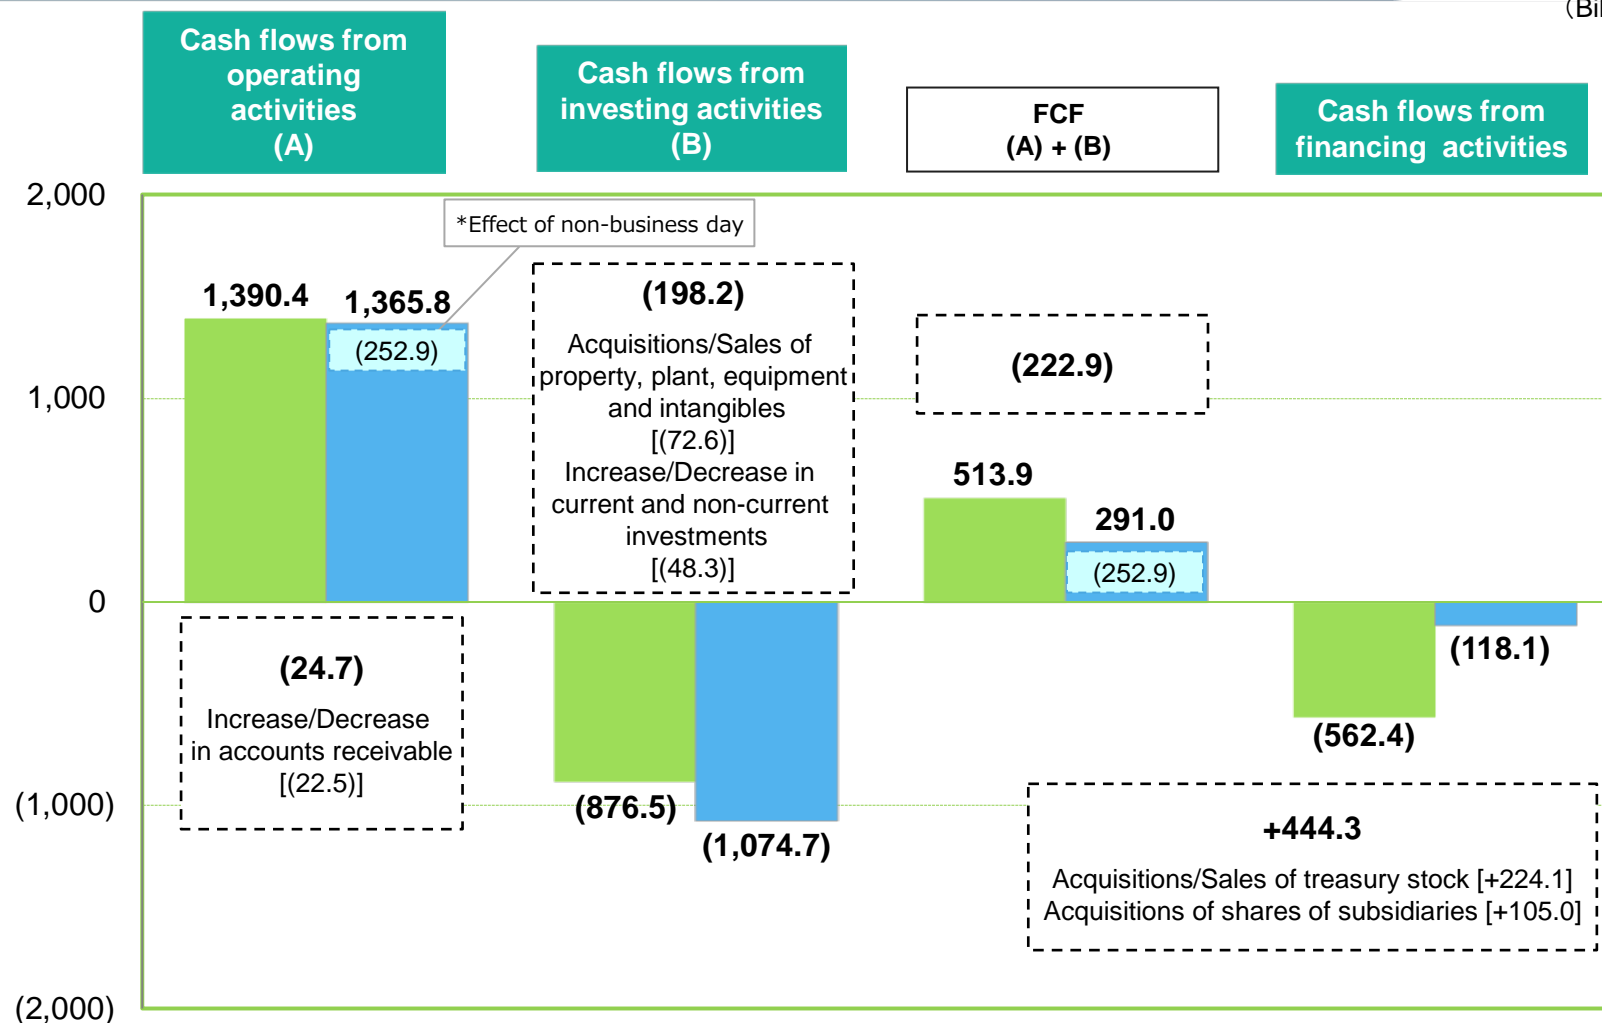 （Bil
Cash flows from
operating
activities
(A)
Cash flows from
investing activities
(B)
FCF
(A) + (B)
Cash flows from
financing activities
2,000
1,000
0
(1,000)
(2,000)
*Effect of non-business day
1,390.4
1,365.8
(252.9)
(24.7)
Increase/Decrease
in accounts receivable
[(22.5)]
(198.2)
Acquisitions/Sales of
property, plant, equipment
and intangibles
[(72.6)]
Increase/Decrease in
current and non-current
investments
[(48.3)]
(876.5)
(1,074.7)
(222.9)
513.9
291.0
(252.9)
(562.4)
(118.1)
+444.3
Acquisitions/Sales of treasury stock [+224.1]
Acquisitions of shares of subsidiaries [+105.0]